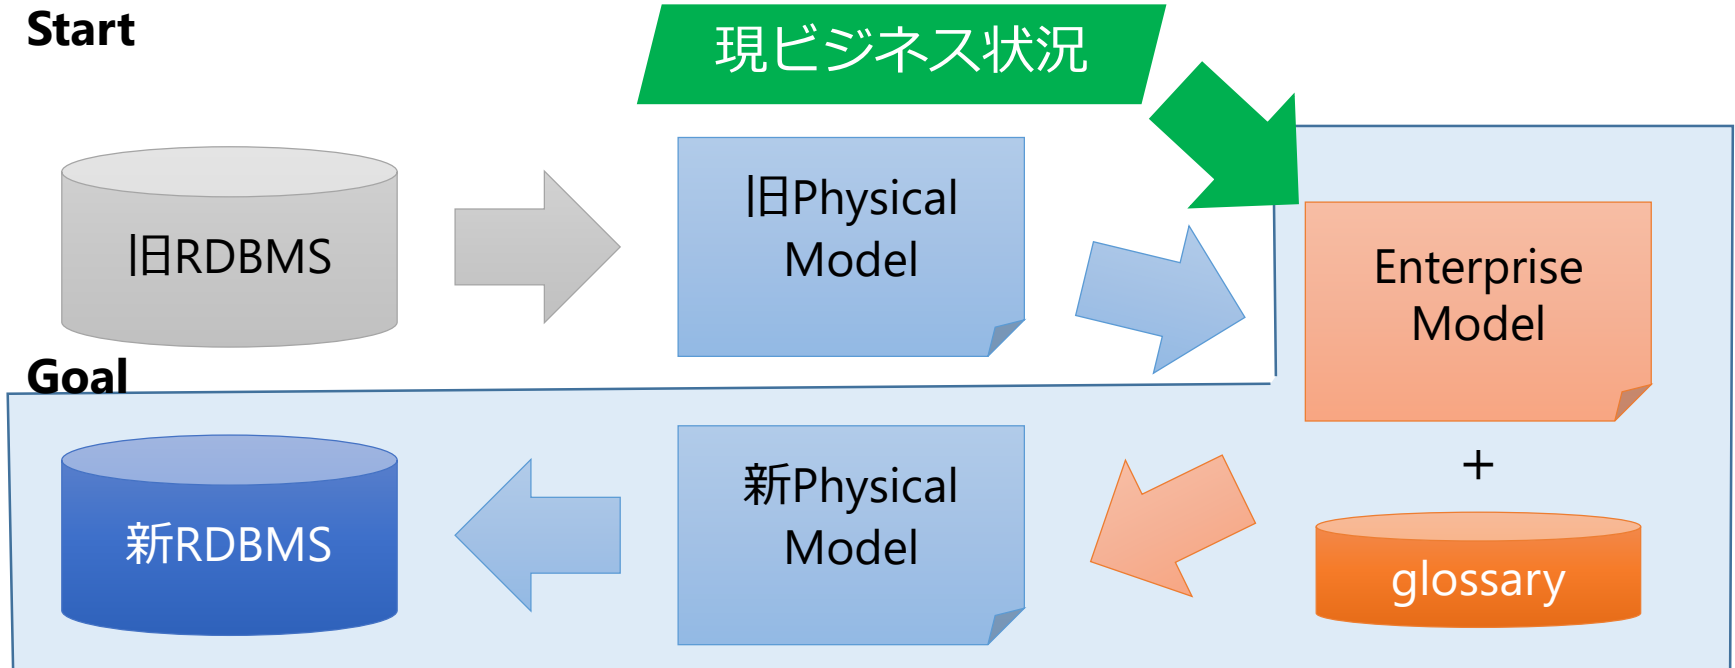 Start
現ビジネス状況
旧RDBMS
旧Physical
Model
Enterprise
Model
+
glossary
Goal
新RDBMS
新Physical
Model